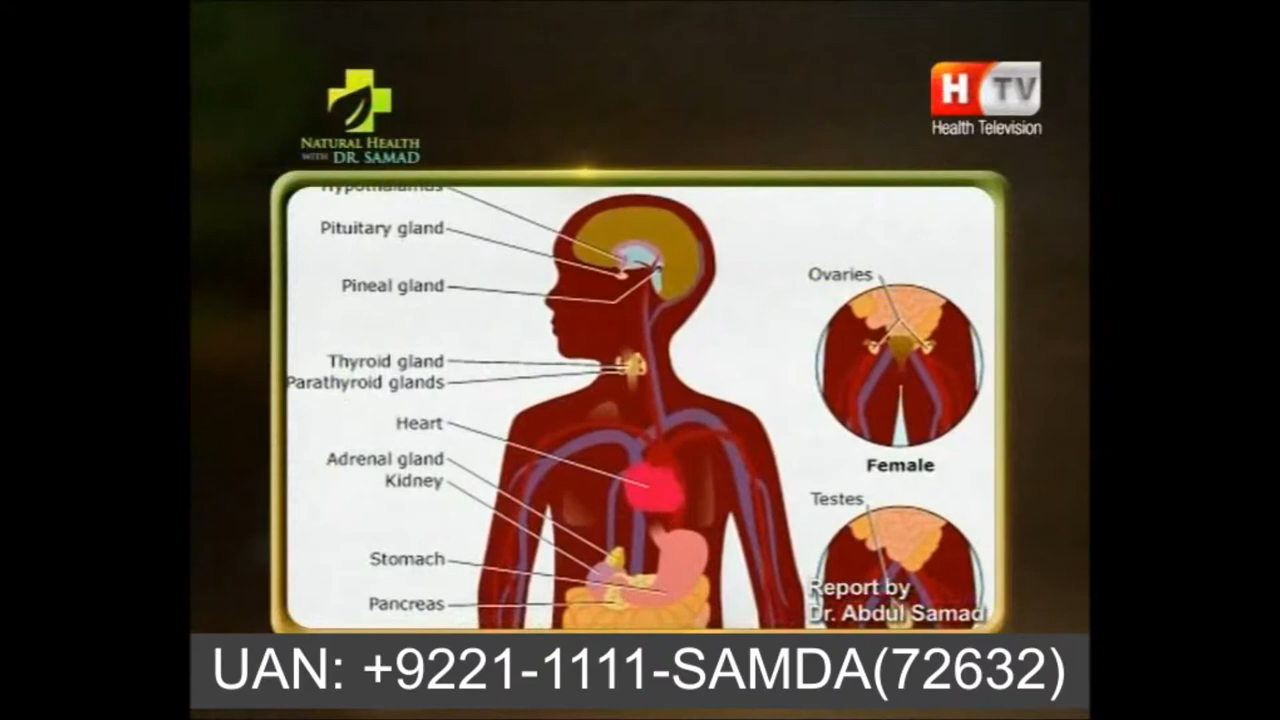 NATURAL HEALTH
WITH DR. SAMAD
H TV
Health Television
Hypothalamus
Pituitary gland
Pineal gland
Thyroid gland
Parathyroid glands
Heart
Adrenal gland
Kidney
Stomach
Pancreas
Ovaries
Female
Testes
Report by
Dr. Abdul Samad
UAN: +9221-1111-SAMDA(72632)